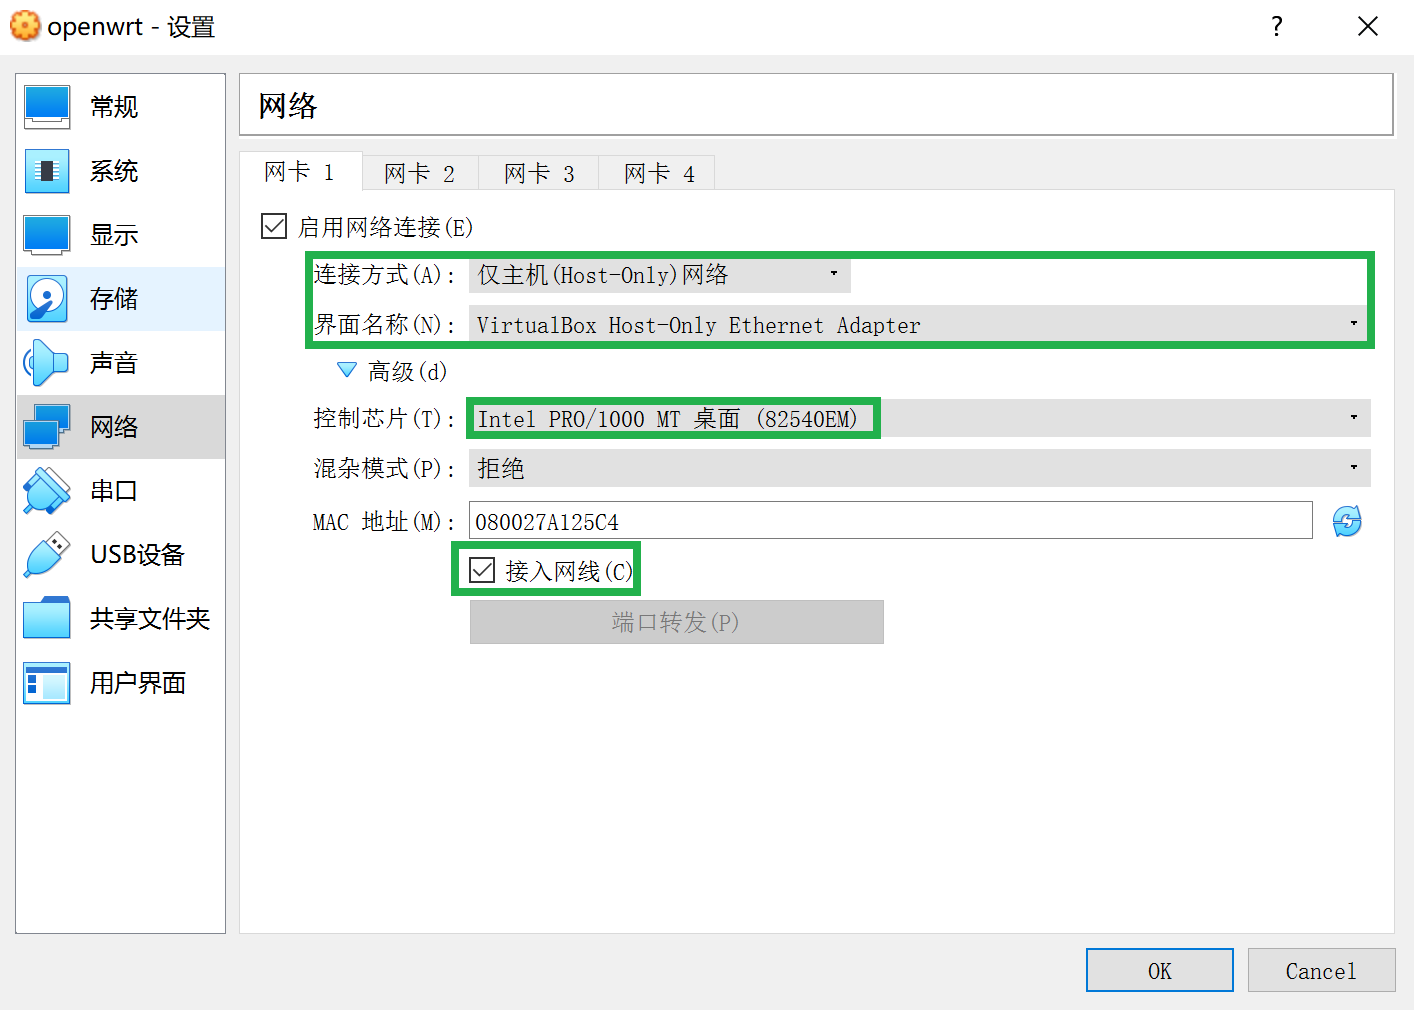 openwrt - 设置
?
常规
系统
显示
存储
声音
网络
串口
USB设备
共享文件夹
用户界面
网络
网卡 1
网卡 2
网卡 3
网卡 4
启用网络连接(E)
连接方式(A): 仅主机(Host-Only)网络
界面名称(N): VirtualBox Host-Only Ethernet Adapter
高级(d)
控制芯片(T): Intel PRO/1000 MT 桌面 (82540EM)
混杂模式(P): 拒绝
MAC 地址(M): 080027A125C4
接入网线(C)
端口转发(P)
OK
Cancel